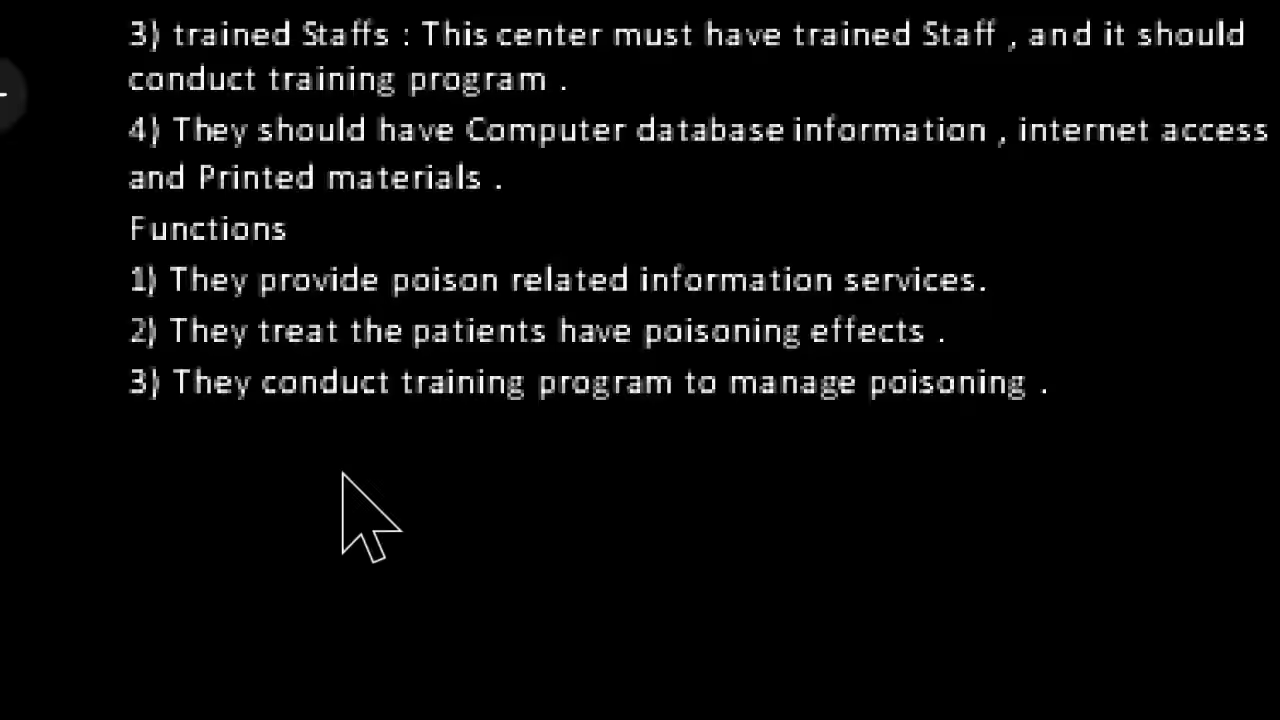 3) trained Staffs : This center must have trained Staff , and it should
conduct training program .
4) They should have Computer database information , internet access
and Printed materials .
Functions
1) They provide poison related information services.
2) They treat the patients have poisoning effects .
3) They conduct training program to manage poisoning .